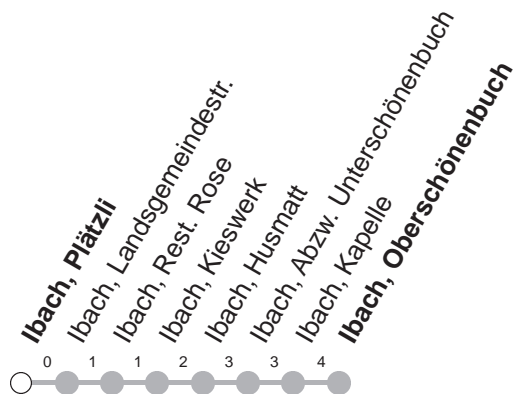 Ibach, Plätzli
Ibach, Landsgemeindestr.
Ibach, Rest. Rose
Ibach, Kieswerk
Ibach, Husmatt
Ibach, Abzw. Unterschönenbuch
Ibach, Kapelle
Ibach, Oberschönenbuch
0 1 1 2 3 3 4